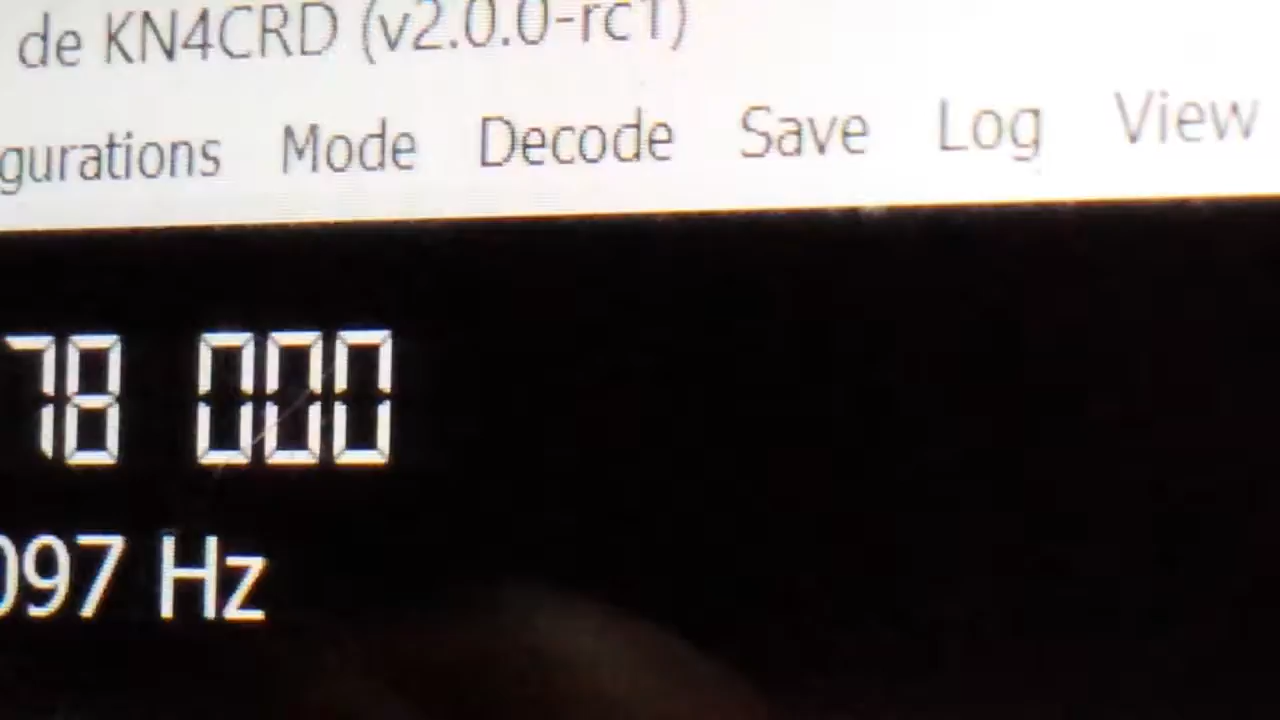 de KN4CRD (v2.0.0-rc1)
gurations Mode Decode Save Log View
78 000
097 Hz